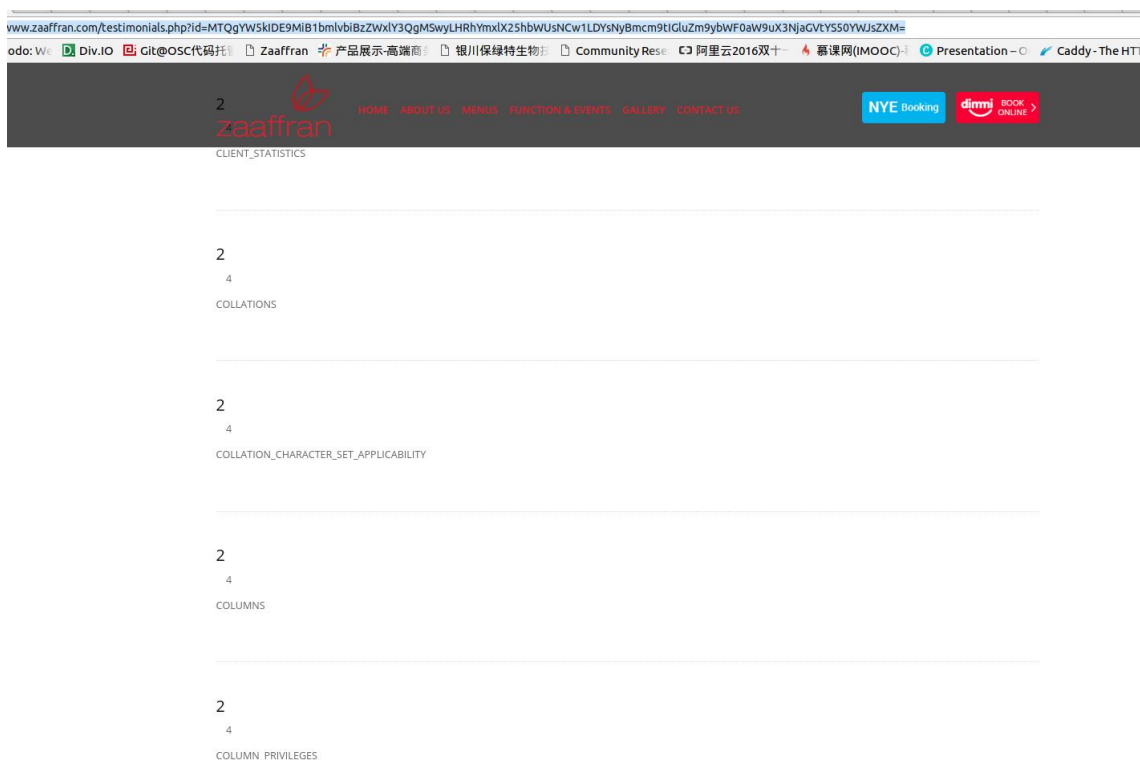 www.zaaffran.com/testimonials.php?id=MTQgYW5kIDE9MiB1bmlvbiBzZWxlY3QgMSwyLHRhYmxlX25hbWUsNCw1LDYsNyBmcm9tIGluZm9ybWF0aW9uX3NjaGVtYS50YWJsZXM=
odo: We Div.IO Git@OSC代码托 Zaaffran 产品展示-高端商 银川保绿特生物 Community Rese 阿里云2016双十一 慕课网(IMOOC)- Presentation – O Caddy - The HTT
2
zaaffran
HOME ABOUT US MENUS FUNCTION & EVENTS GALLERY CONTACT US
NYE Booking
dimmi BOOK ONLINE
4
CLIENT_STATISTICS
2
4
COLLATIONS
2
4
COLLATION_CHARACTER_SET_APPLICABILITY
2
4
COLUMNS
2
4
COLUMN_PRIVILEGES